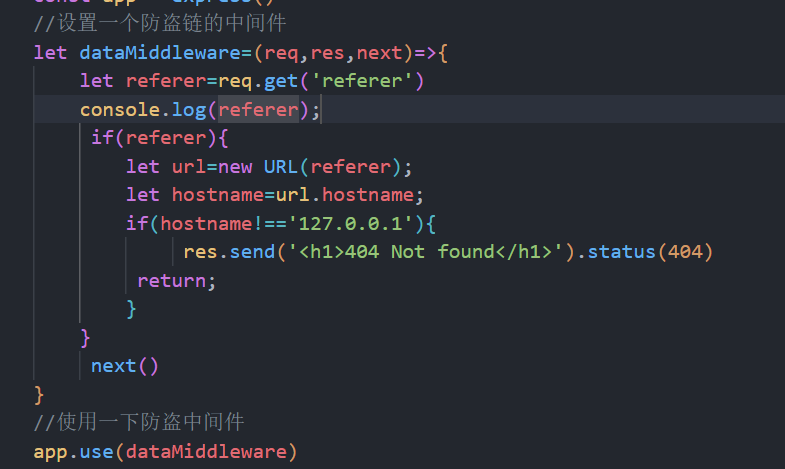 const app = express()
//设置一个防盗链的中间件
let dataMiddleware=(req,res,next)=>{
let referer=req.get('referer')
console.log(referer);
if(referer){
let url=new URL(referer);
let hostname=url.hostname;
if(hostname!=='127.0.0.1'){
res.send('<h1>404 Not found</h1>').status(404)
return;
}
}
next()
}
//使用一下防盗中间件
app.use(dataMiddleware)